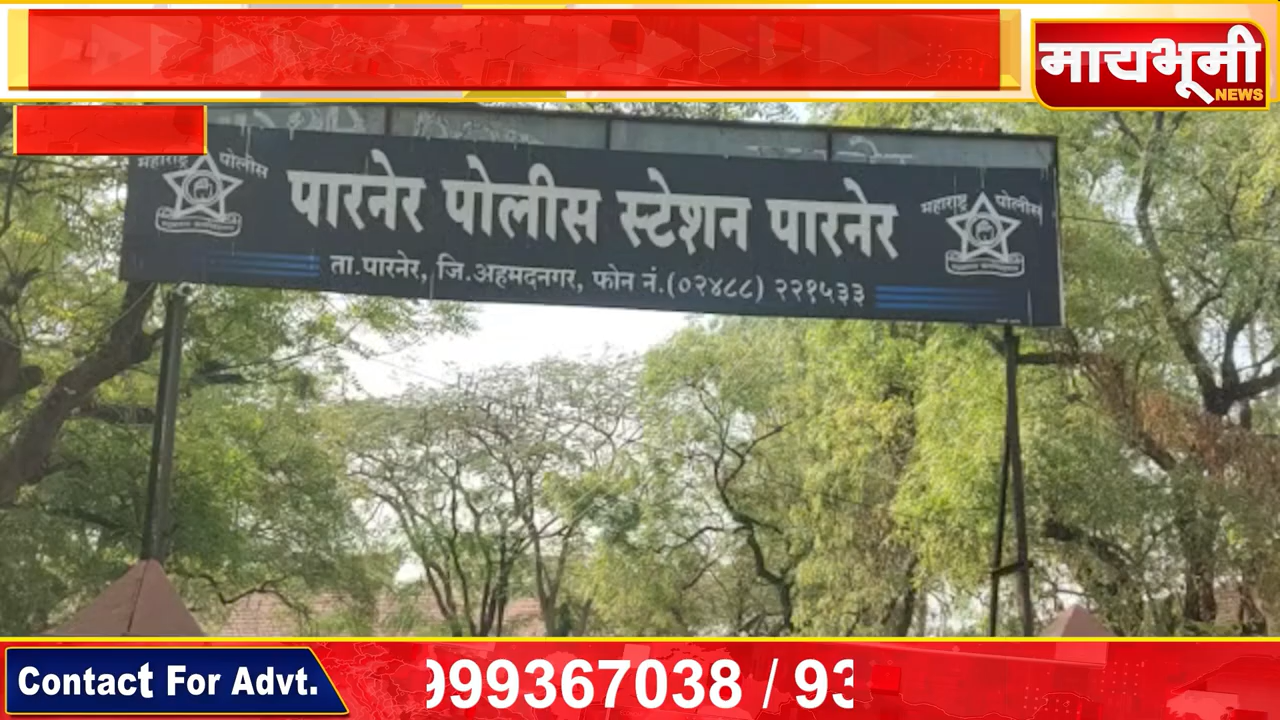 मायभूमी
NEWS
महाराष्ट्र पोलीस
पारनेर पोलीस स्टेशन पारनेर
महाराष्ट्र पोलीस
ता.पारनेर, जि.अहमदनगर, फोन नं.(०२४८८) २२१५३३
Contact For Advt.
999367038 / 93